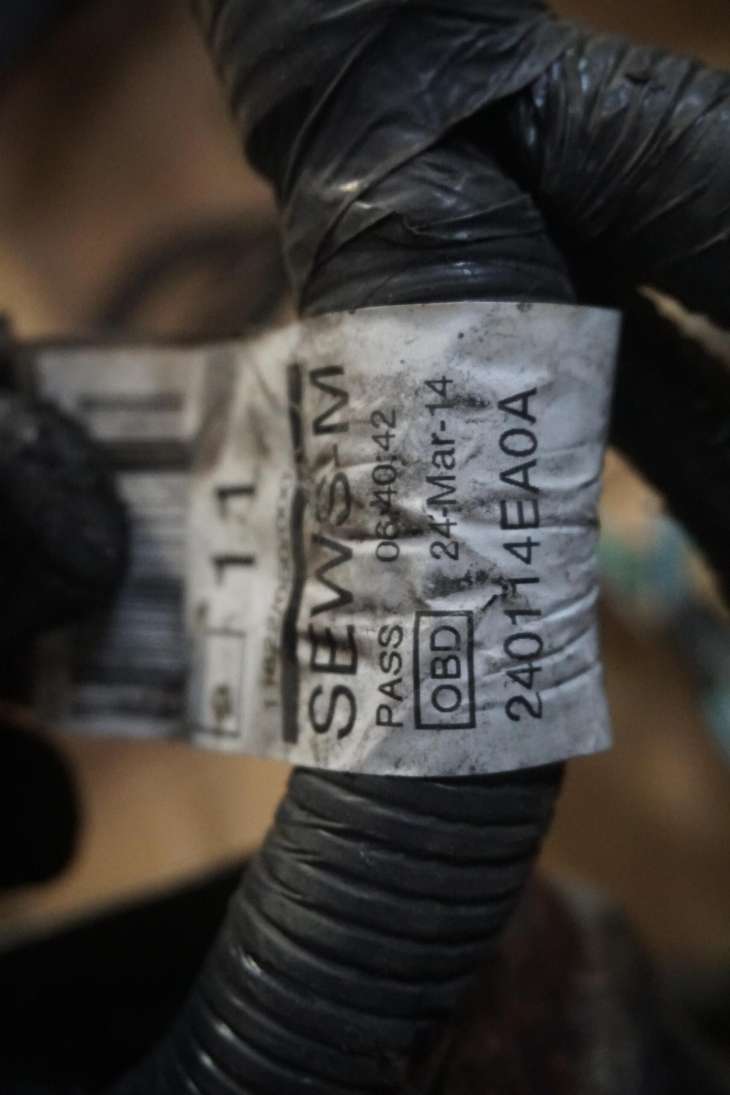 11
SEWS-M
PASS 06:40:42
OBD 24-Mar-14
240114EA0A